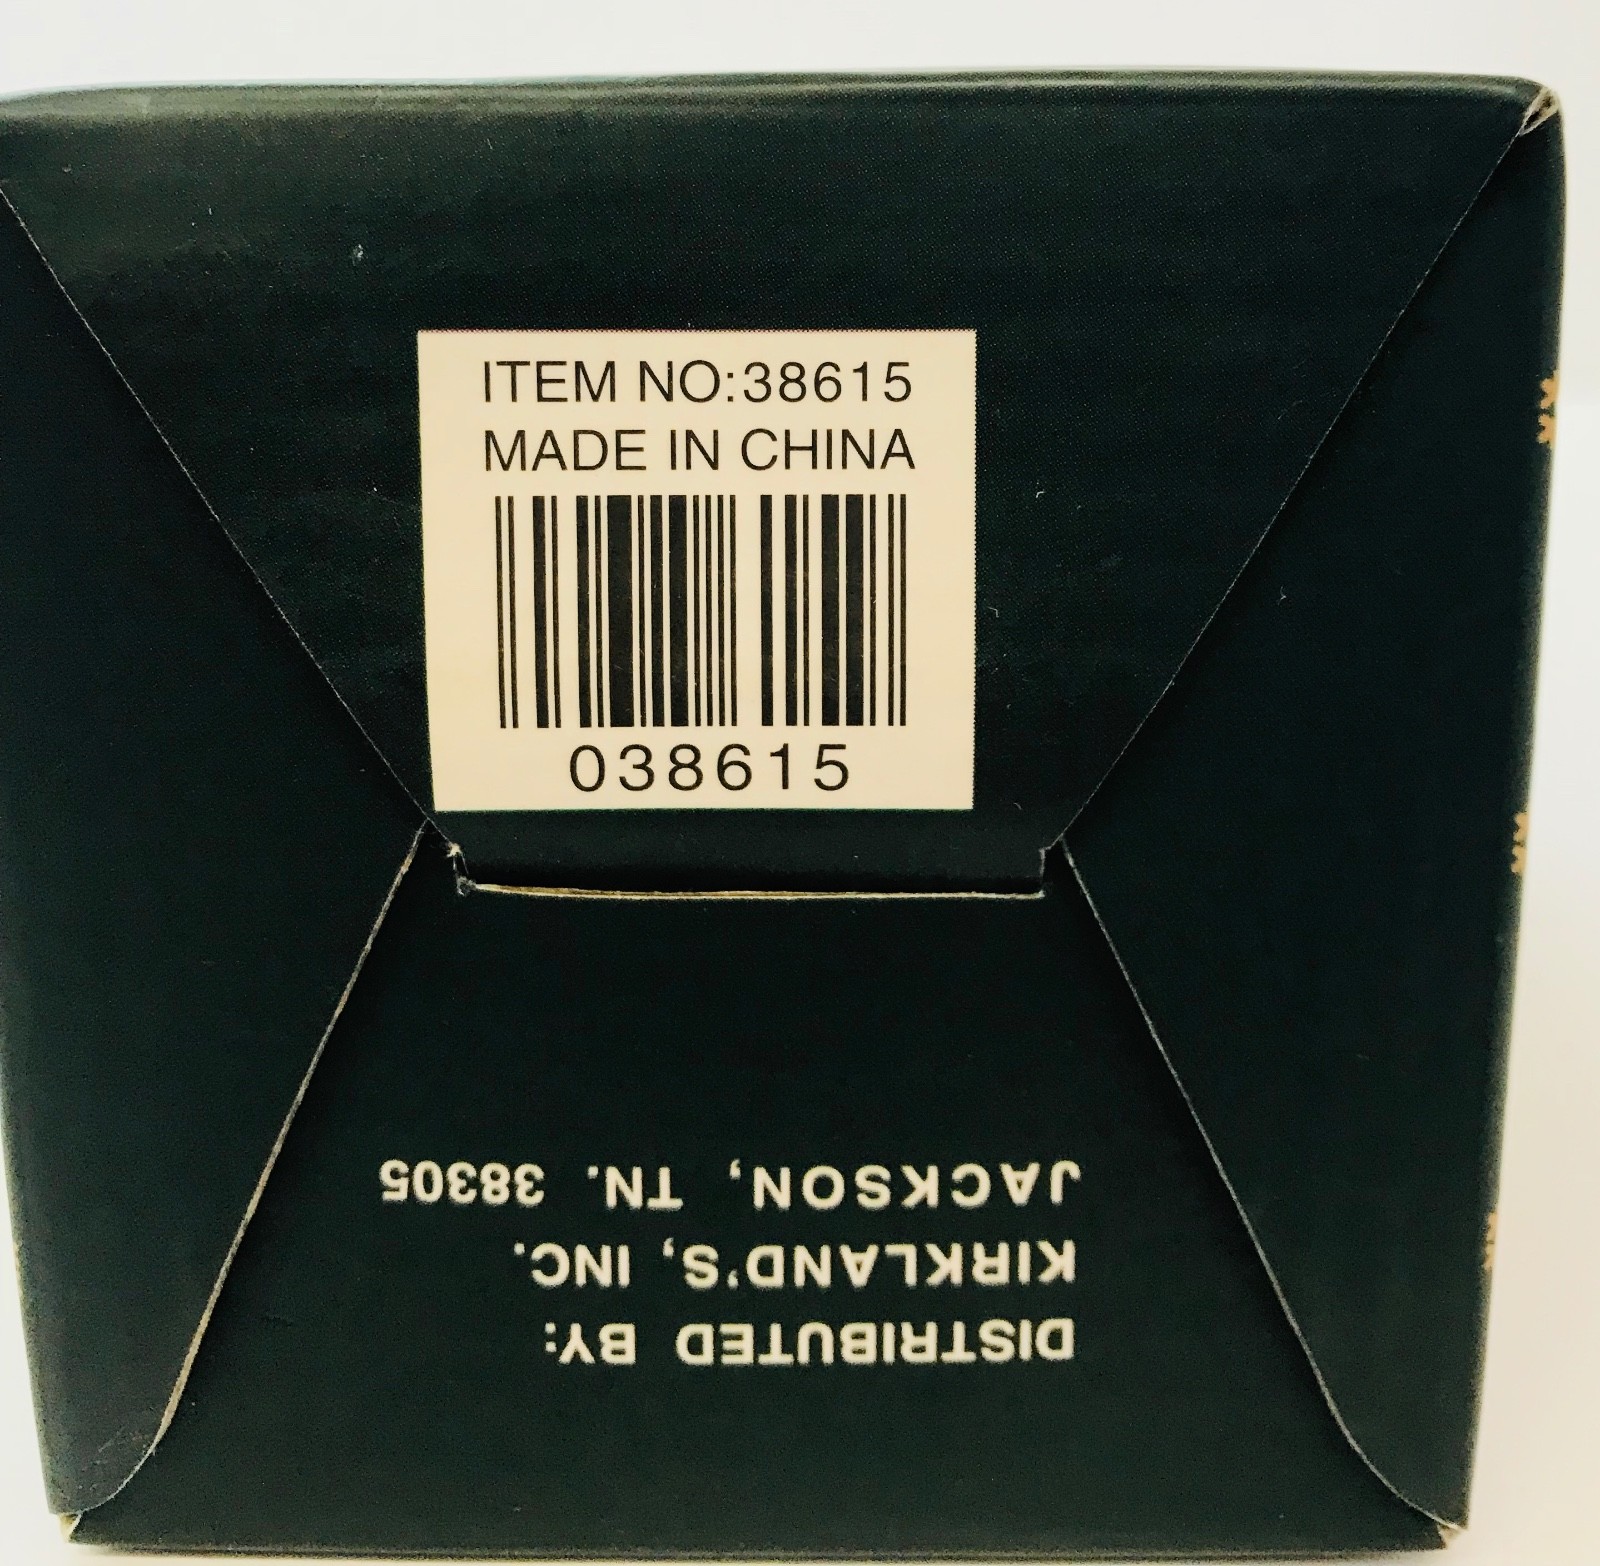 ITEM NO:38615
MADE IN CHINA
038615
DISTRIBUTED BY:
KIRKLAND'S, INC.
JACKSON, TN. 38305